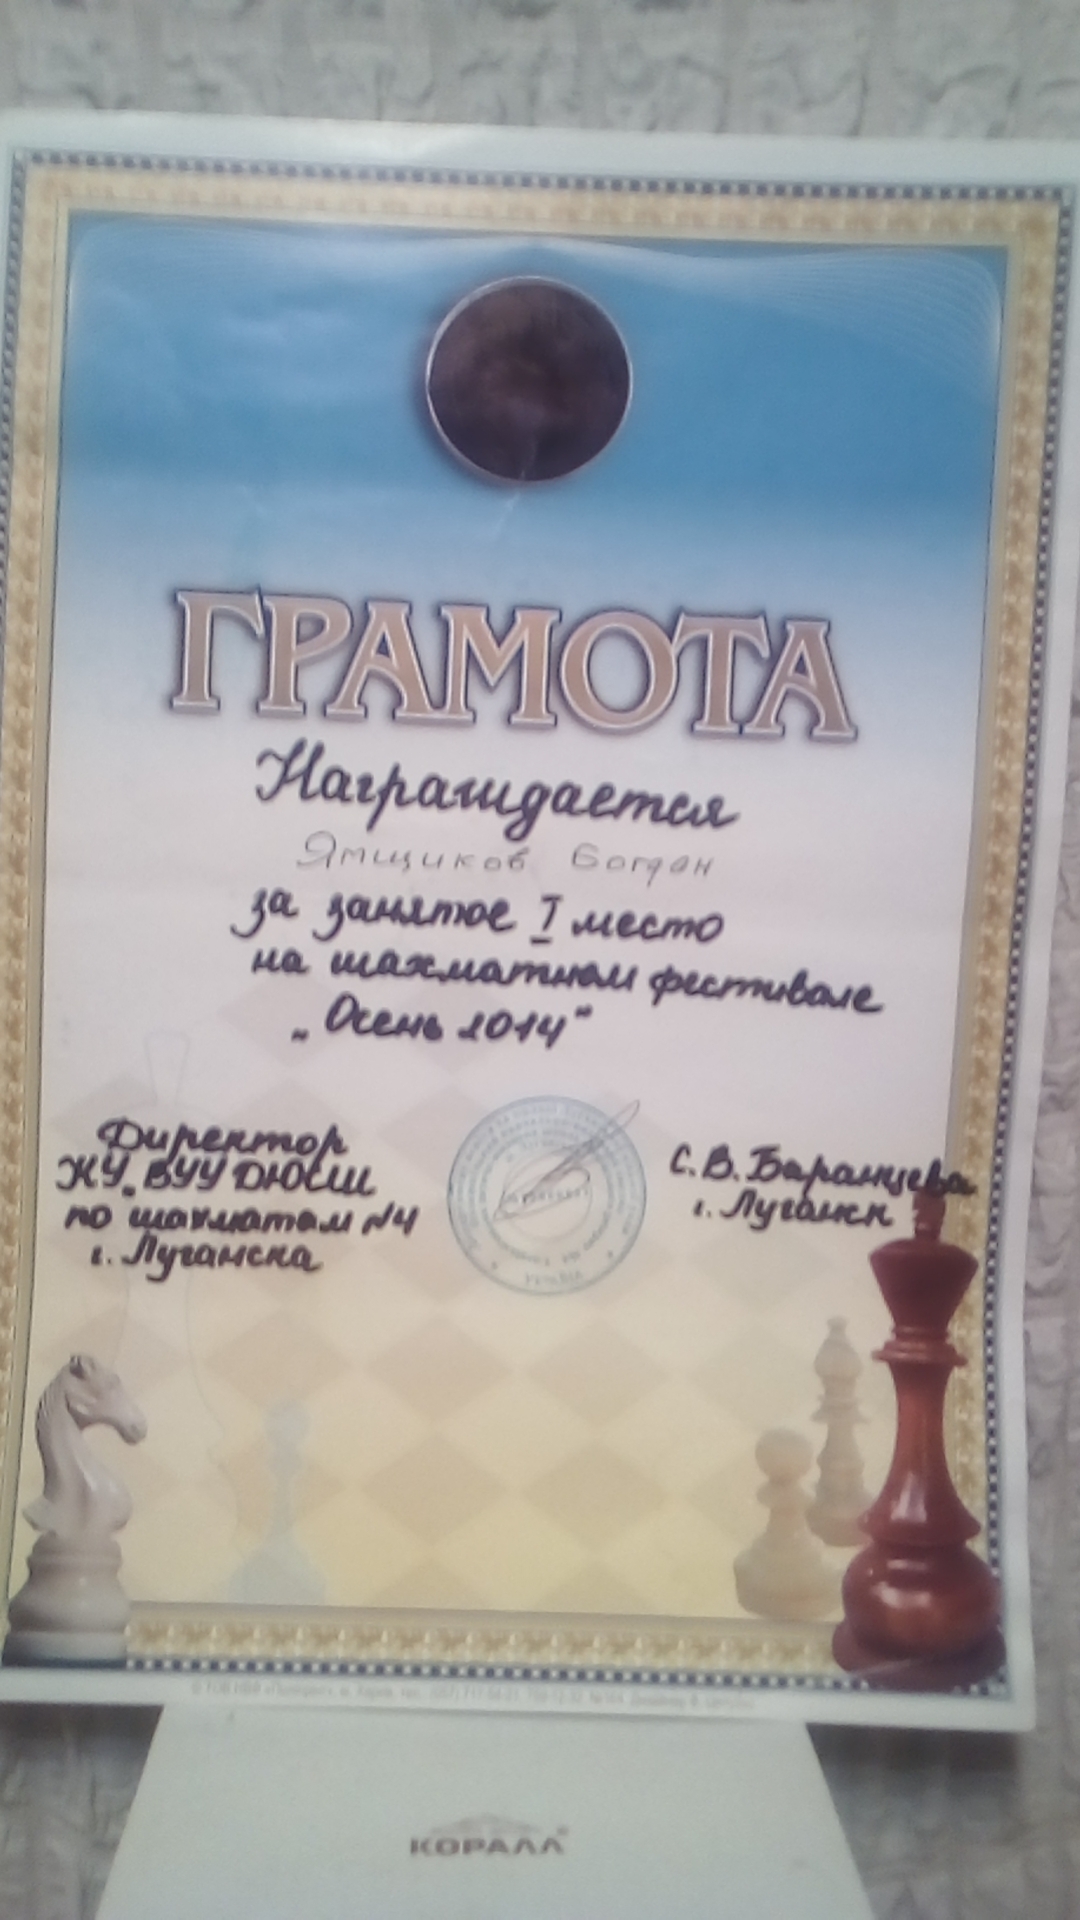 ГРАМОТА
Награждается
Ямщиков Богдан
за занятое I место
на шахматном фестивале
„Осень 2014"
Директор
КУ„ВУУ ДЮСШ
по шахматам №4
г. Луганска
С.В. Баранцева
г. Луганск
УКРАЇНА
КОРАЛЛ